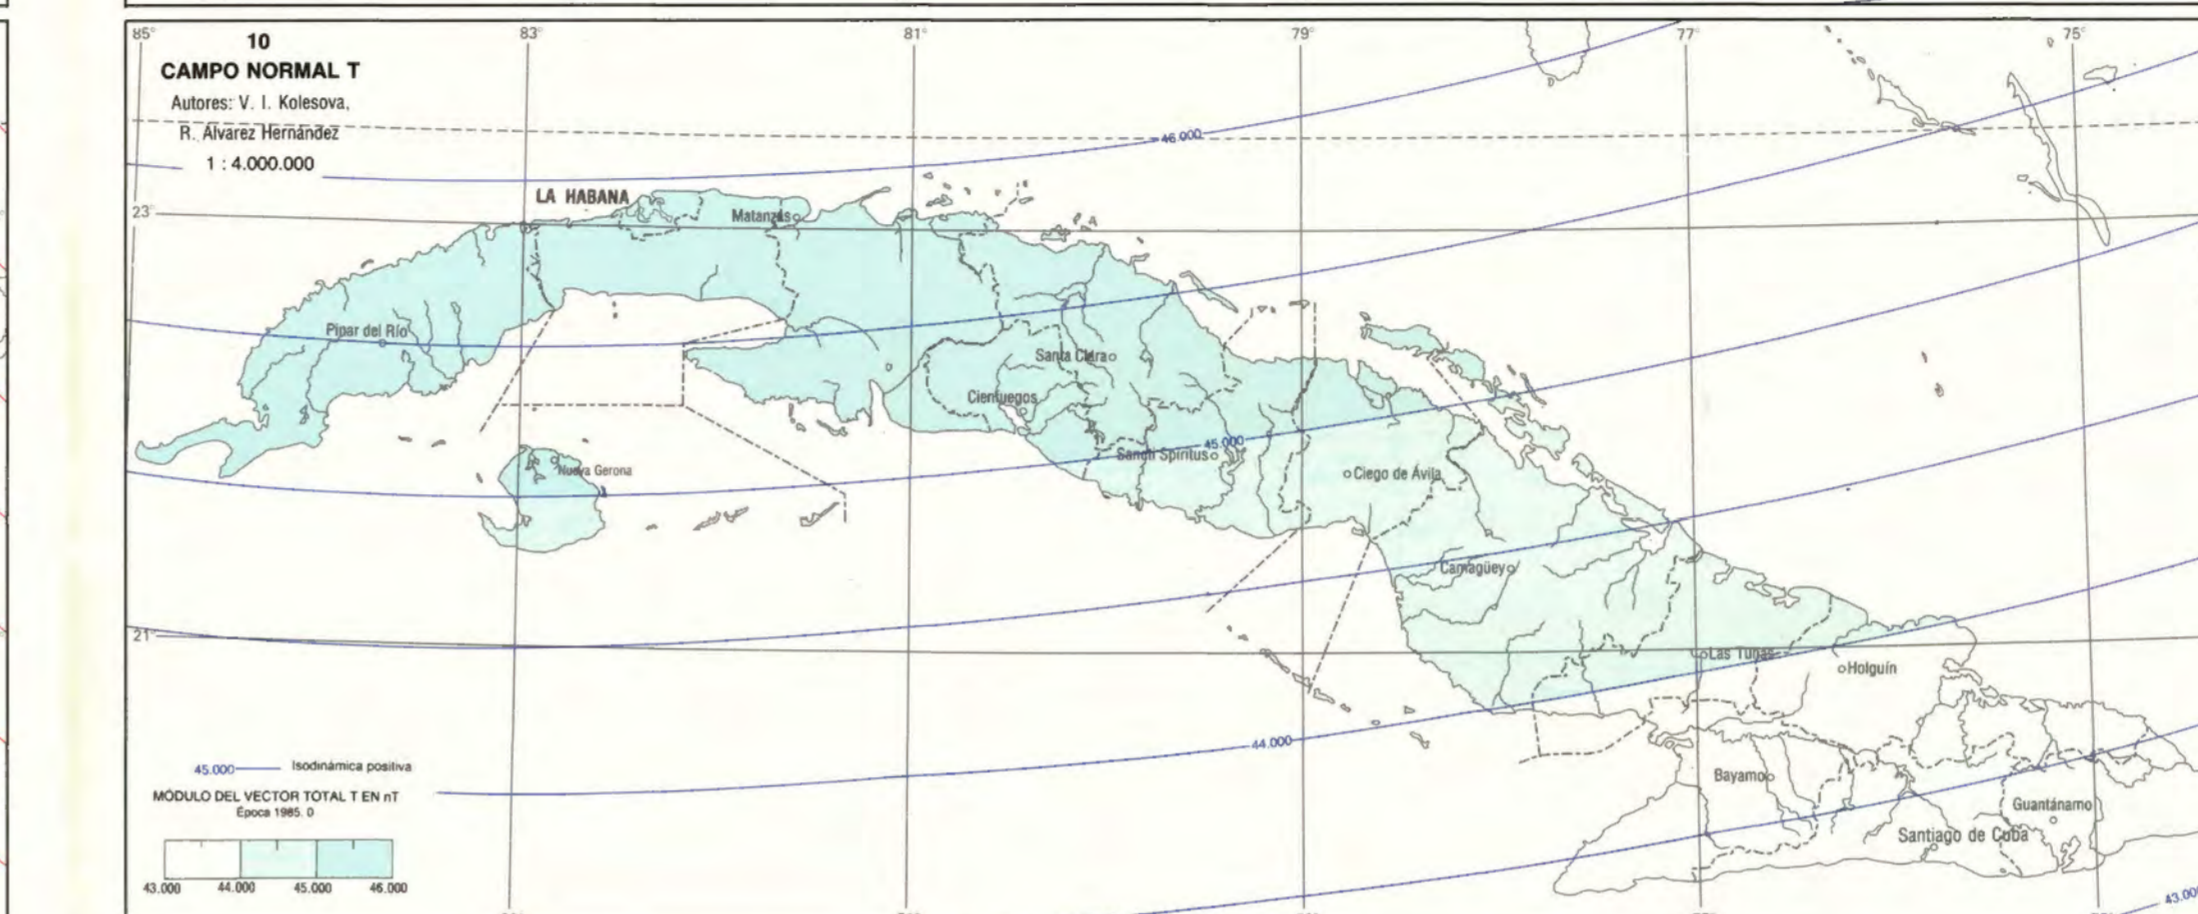 85°
83°
81°
79°
77°
75°
10
CAMPO NORMAL T
Autores: V. I. Kolesova,
R. Álvarez Hernández
1 : 4.000.000
46.000
LA HABANA
23°
Matanzas
Pinar del Río
Santa Clara
Cienfuegos
45.000
Sancti Spíritus
Nueva Gerona
Ciego de Ávila
Camagüey
21°
Las Tunas
Holguín
44.000
45.000 Isodinámica positiva
MÓDULO DEL VECTOR TOTAL T EN nT
Época 1985. 0
Bayamo
Guantánamo
Santiago de Cuba
43.000 44.000 45.000 46.000